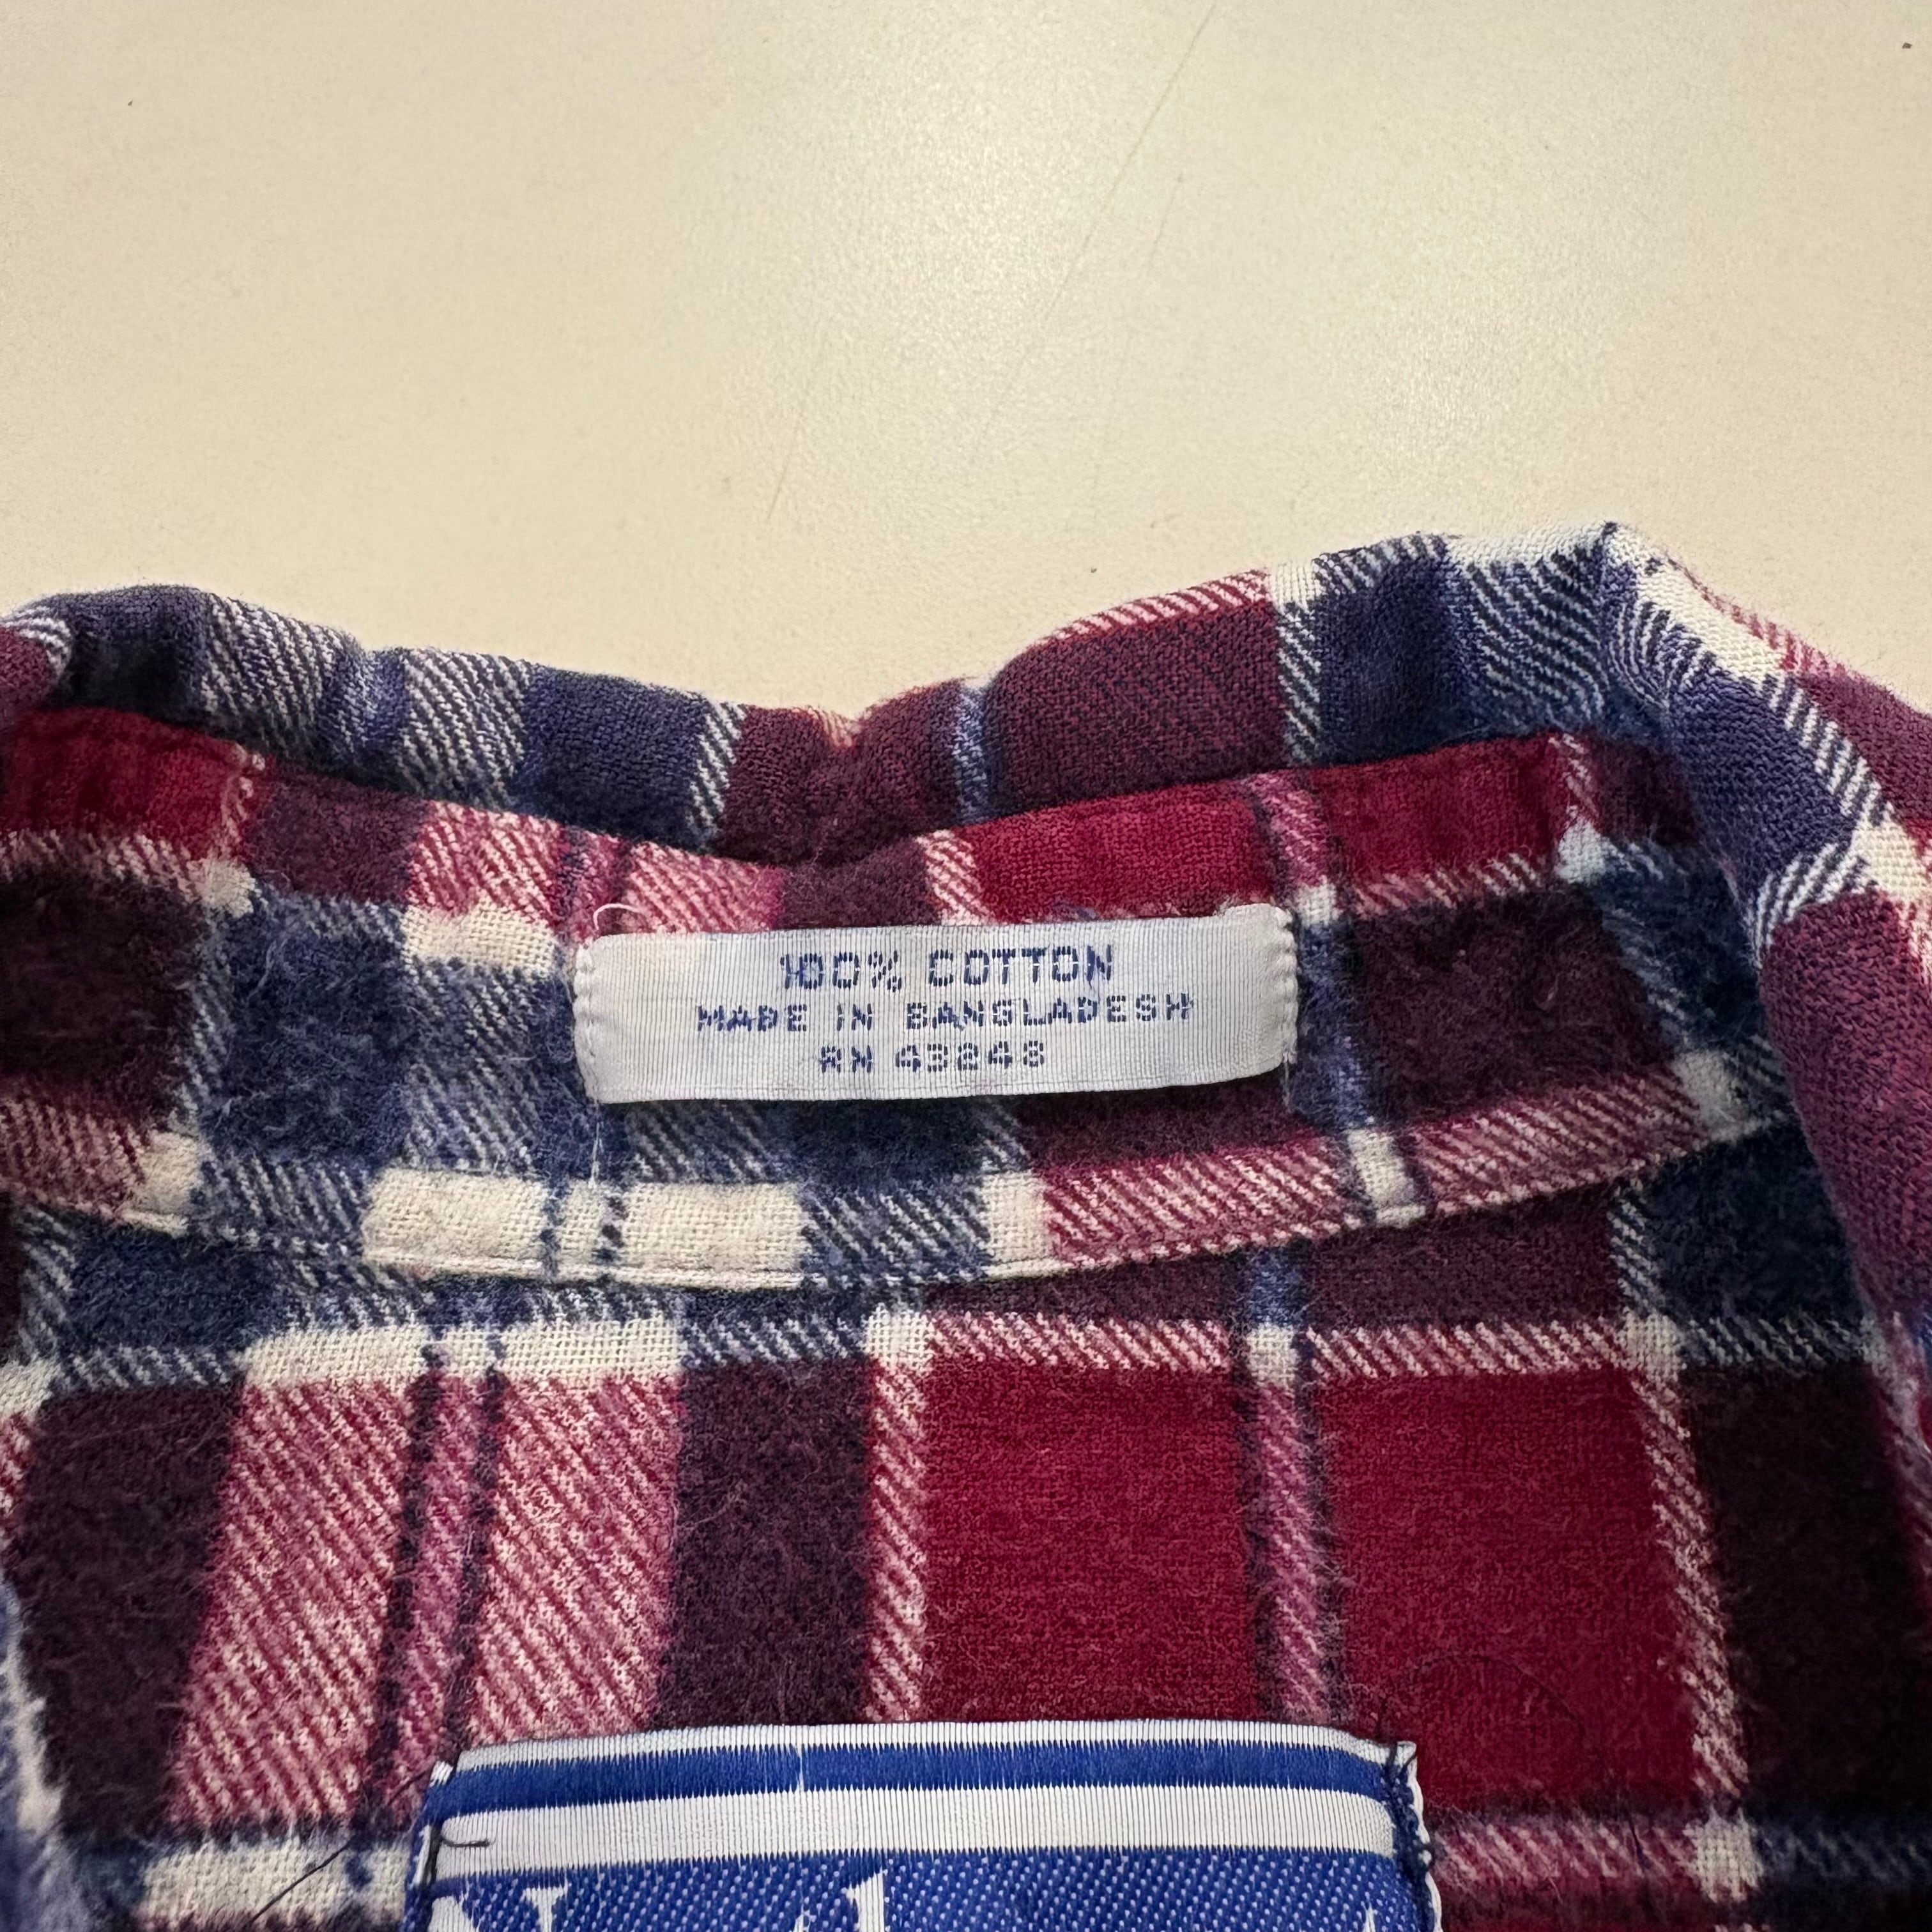 100% COTTON
MADE IN BANGLADESH
RN 43248